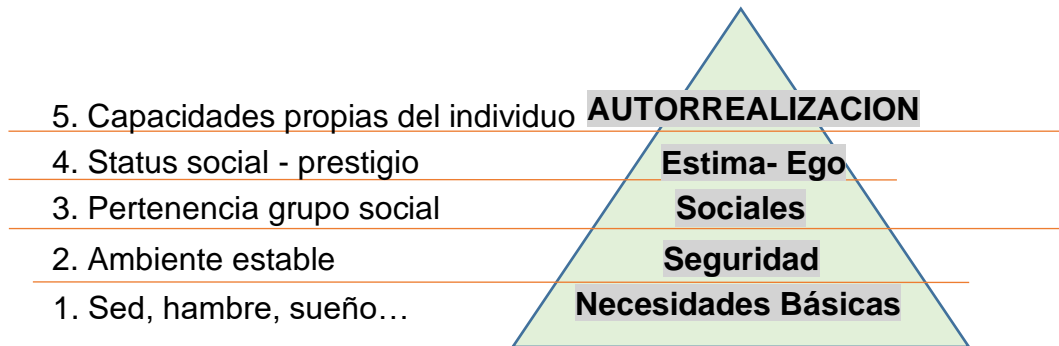 5. Capacidades propias del individuo AUTORREALIZACION
4. Status social - prestigio Estima- Ego
3. Pertenencia grupo social Sociales
2. Ambiente estable Seguridad
1. Sed, hambre, sueño… Necesidades Básicas